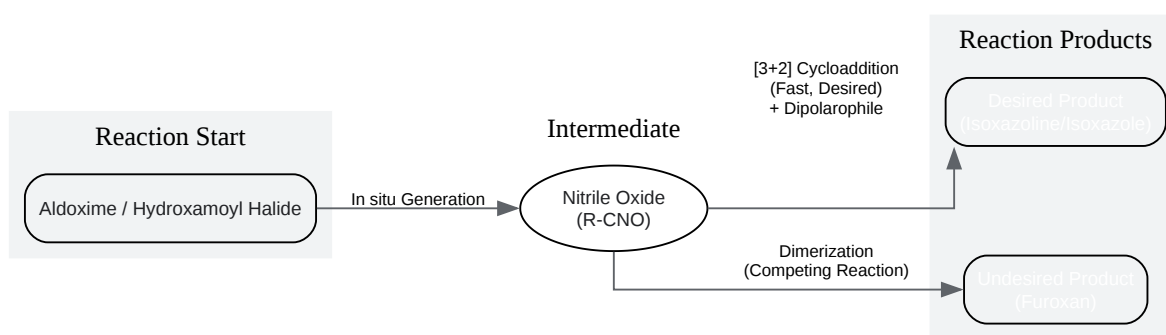 Reaction Products
[3+2] Cycloaddition
(Fast, Desired)
+ Dipolarophile
Desired Product
(Isoxazoline/Isoxazole)
Reaction Start
Intermediate
Aldoxime / Hydroxamoyl Halide
In situ Generation
Nitrile Oxide
(R-CNO)
Dimerization
(Competing Reaction)
Undesired Product
(Furoxan)